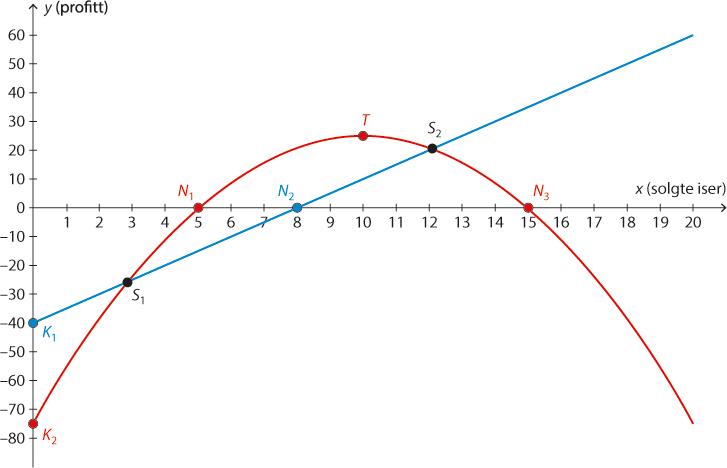 y (profitt)
60
50
40
30
20
10
0
−10
−20
−30
−40
−50
−60
−70
−80
T
S₂
N₁
N₂
N₃
x (solgte iser)
1 2 3 4 5 6 7 8 9 10 11 12 13 14 15 16 17 18 19 20
S₁
K₁
K₂